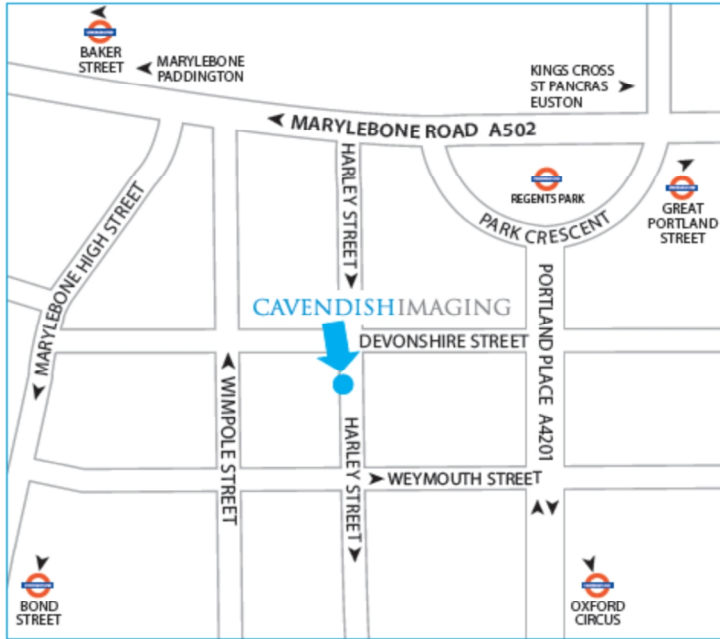 BAKER
STREET
MARYLEBONE
PADDINGTON
KINGS CROSS
ST PANCRAS
EUSTON
MARYLEBONE ROAD A502
HARLEY STREET
REGENTS PARK
PARK CRESCENT
GREAT
PORTLAND
STREET
MARYLEBONE HIGH STREET
CAVENDISHIMAGING
DEVONSHIRE STREET
PORTLAND PLACE A4201
WIMPOLE STREET
HARLEY STREET
WEYMOUTH STREET
BOND
STREET
OXFORD
CIRCUS